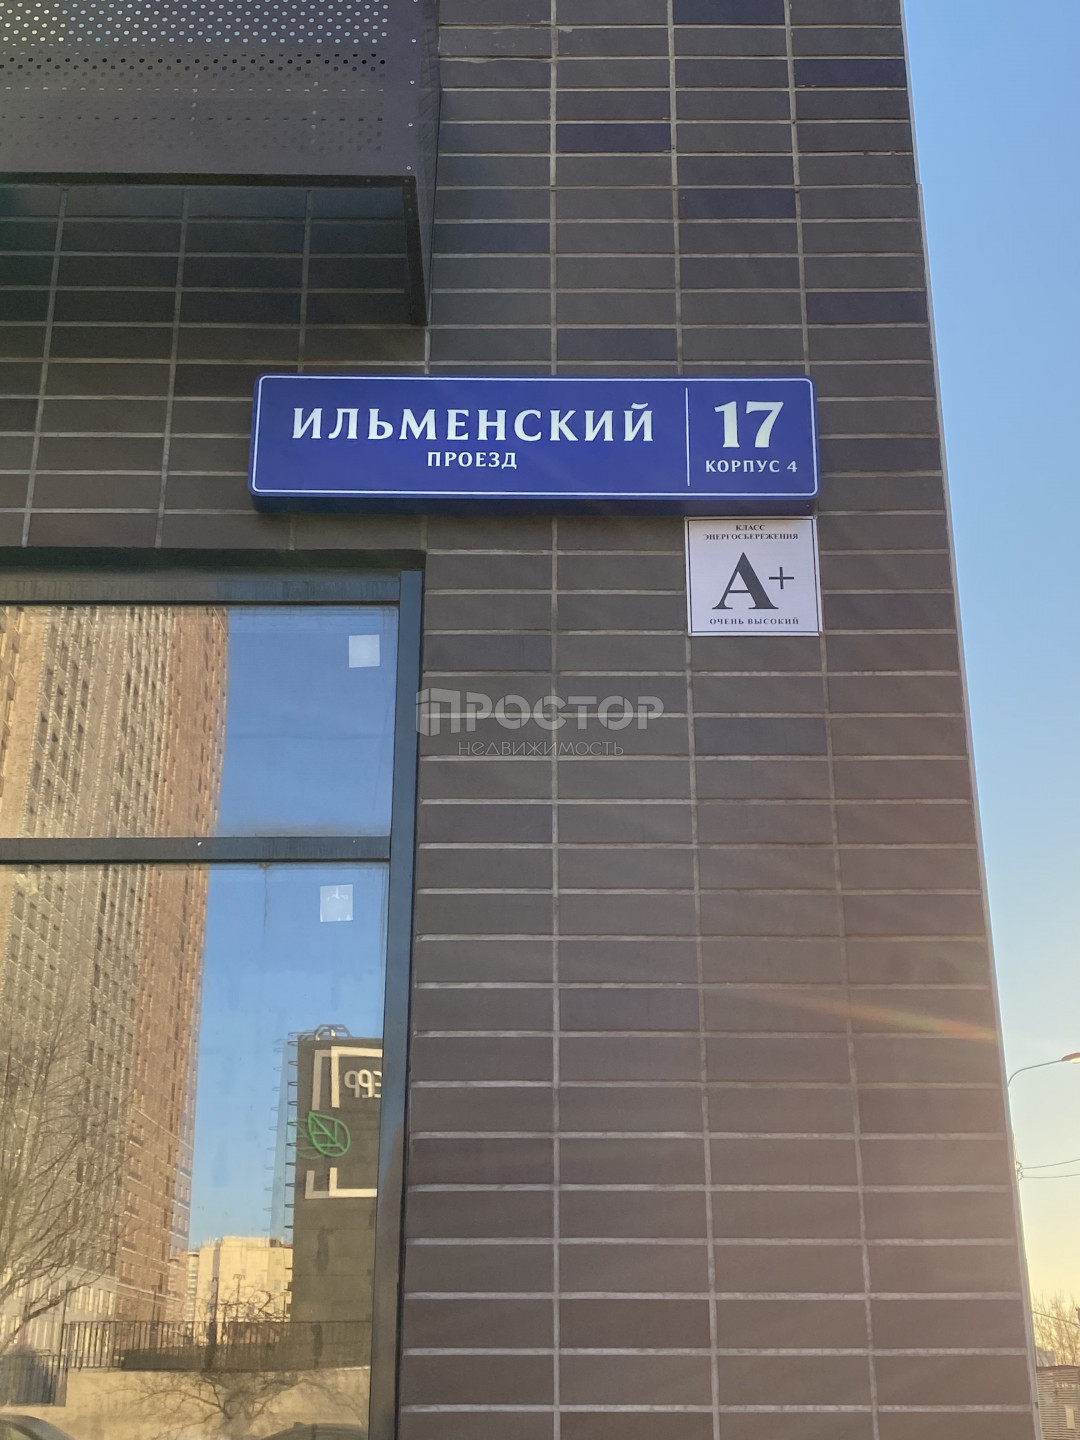 ИЛЬМЕНСКИЙ
ПРОЕЗД
17
КОРПУС 4
КЛАСС
ЭНЕРГОСБЕРЕЖЕНИЯ
A+
ОЧЕНЬ ВЫСОКИЙ
ПРОСТОР
НЕДВИЖИМОСТЬ